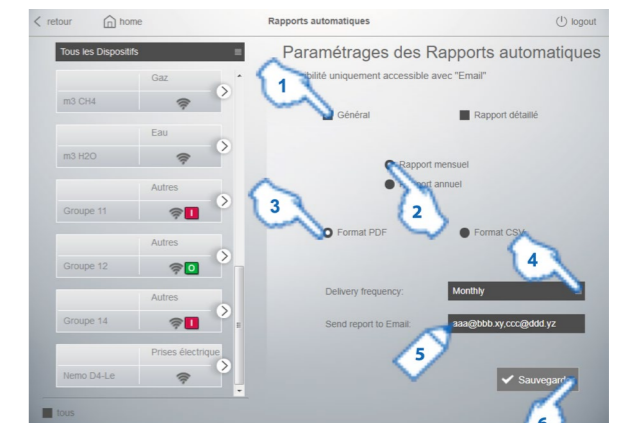 retour home Rapports automatiques logout
Tous les Dispositifs
Paramétrages des Rapports automatiques
uniquement accessible avec "Email"
Gaz
m3 CH4
1
Général Rapport détaillé
Eau
m3 H2O
Rapport mensuel
annuel
2
Autres
Groupe 11 I
3
Format PDF Format CSV
4
Autres
Groupe 12 O
Delivery frequency: Monthly
Autres
Groupe 14 I
Send report to Email: aaa@bbb.xy,ccc@ddd.yz
5
Prises électrique
Nemo D4-Le
Sauvegard
6
tous